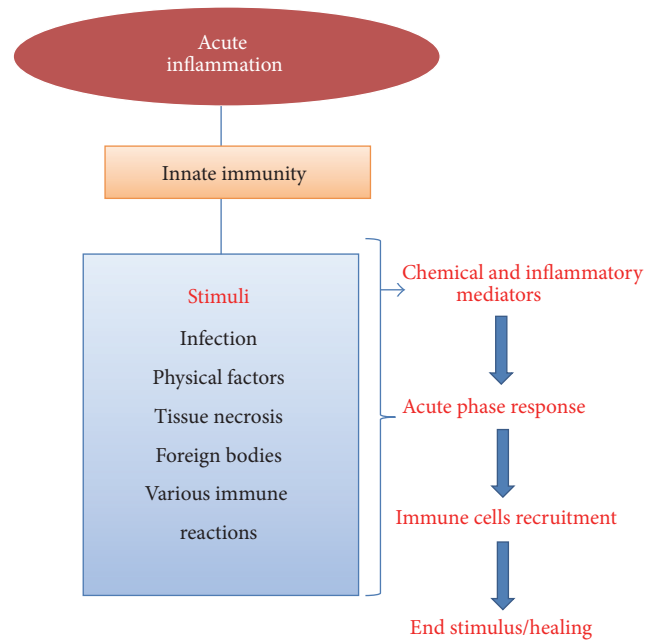 Acute
inflammation
Innate immunity
Stimuli
Infection
Physical factors
Tissue necrosis
Foreign bodies
Various immune
reactions
Chemical and inflammatory
mediators
Acute phase response
Immune cells recruitment
End stimulus/healing